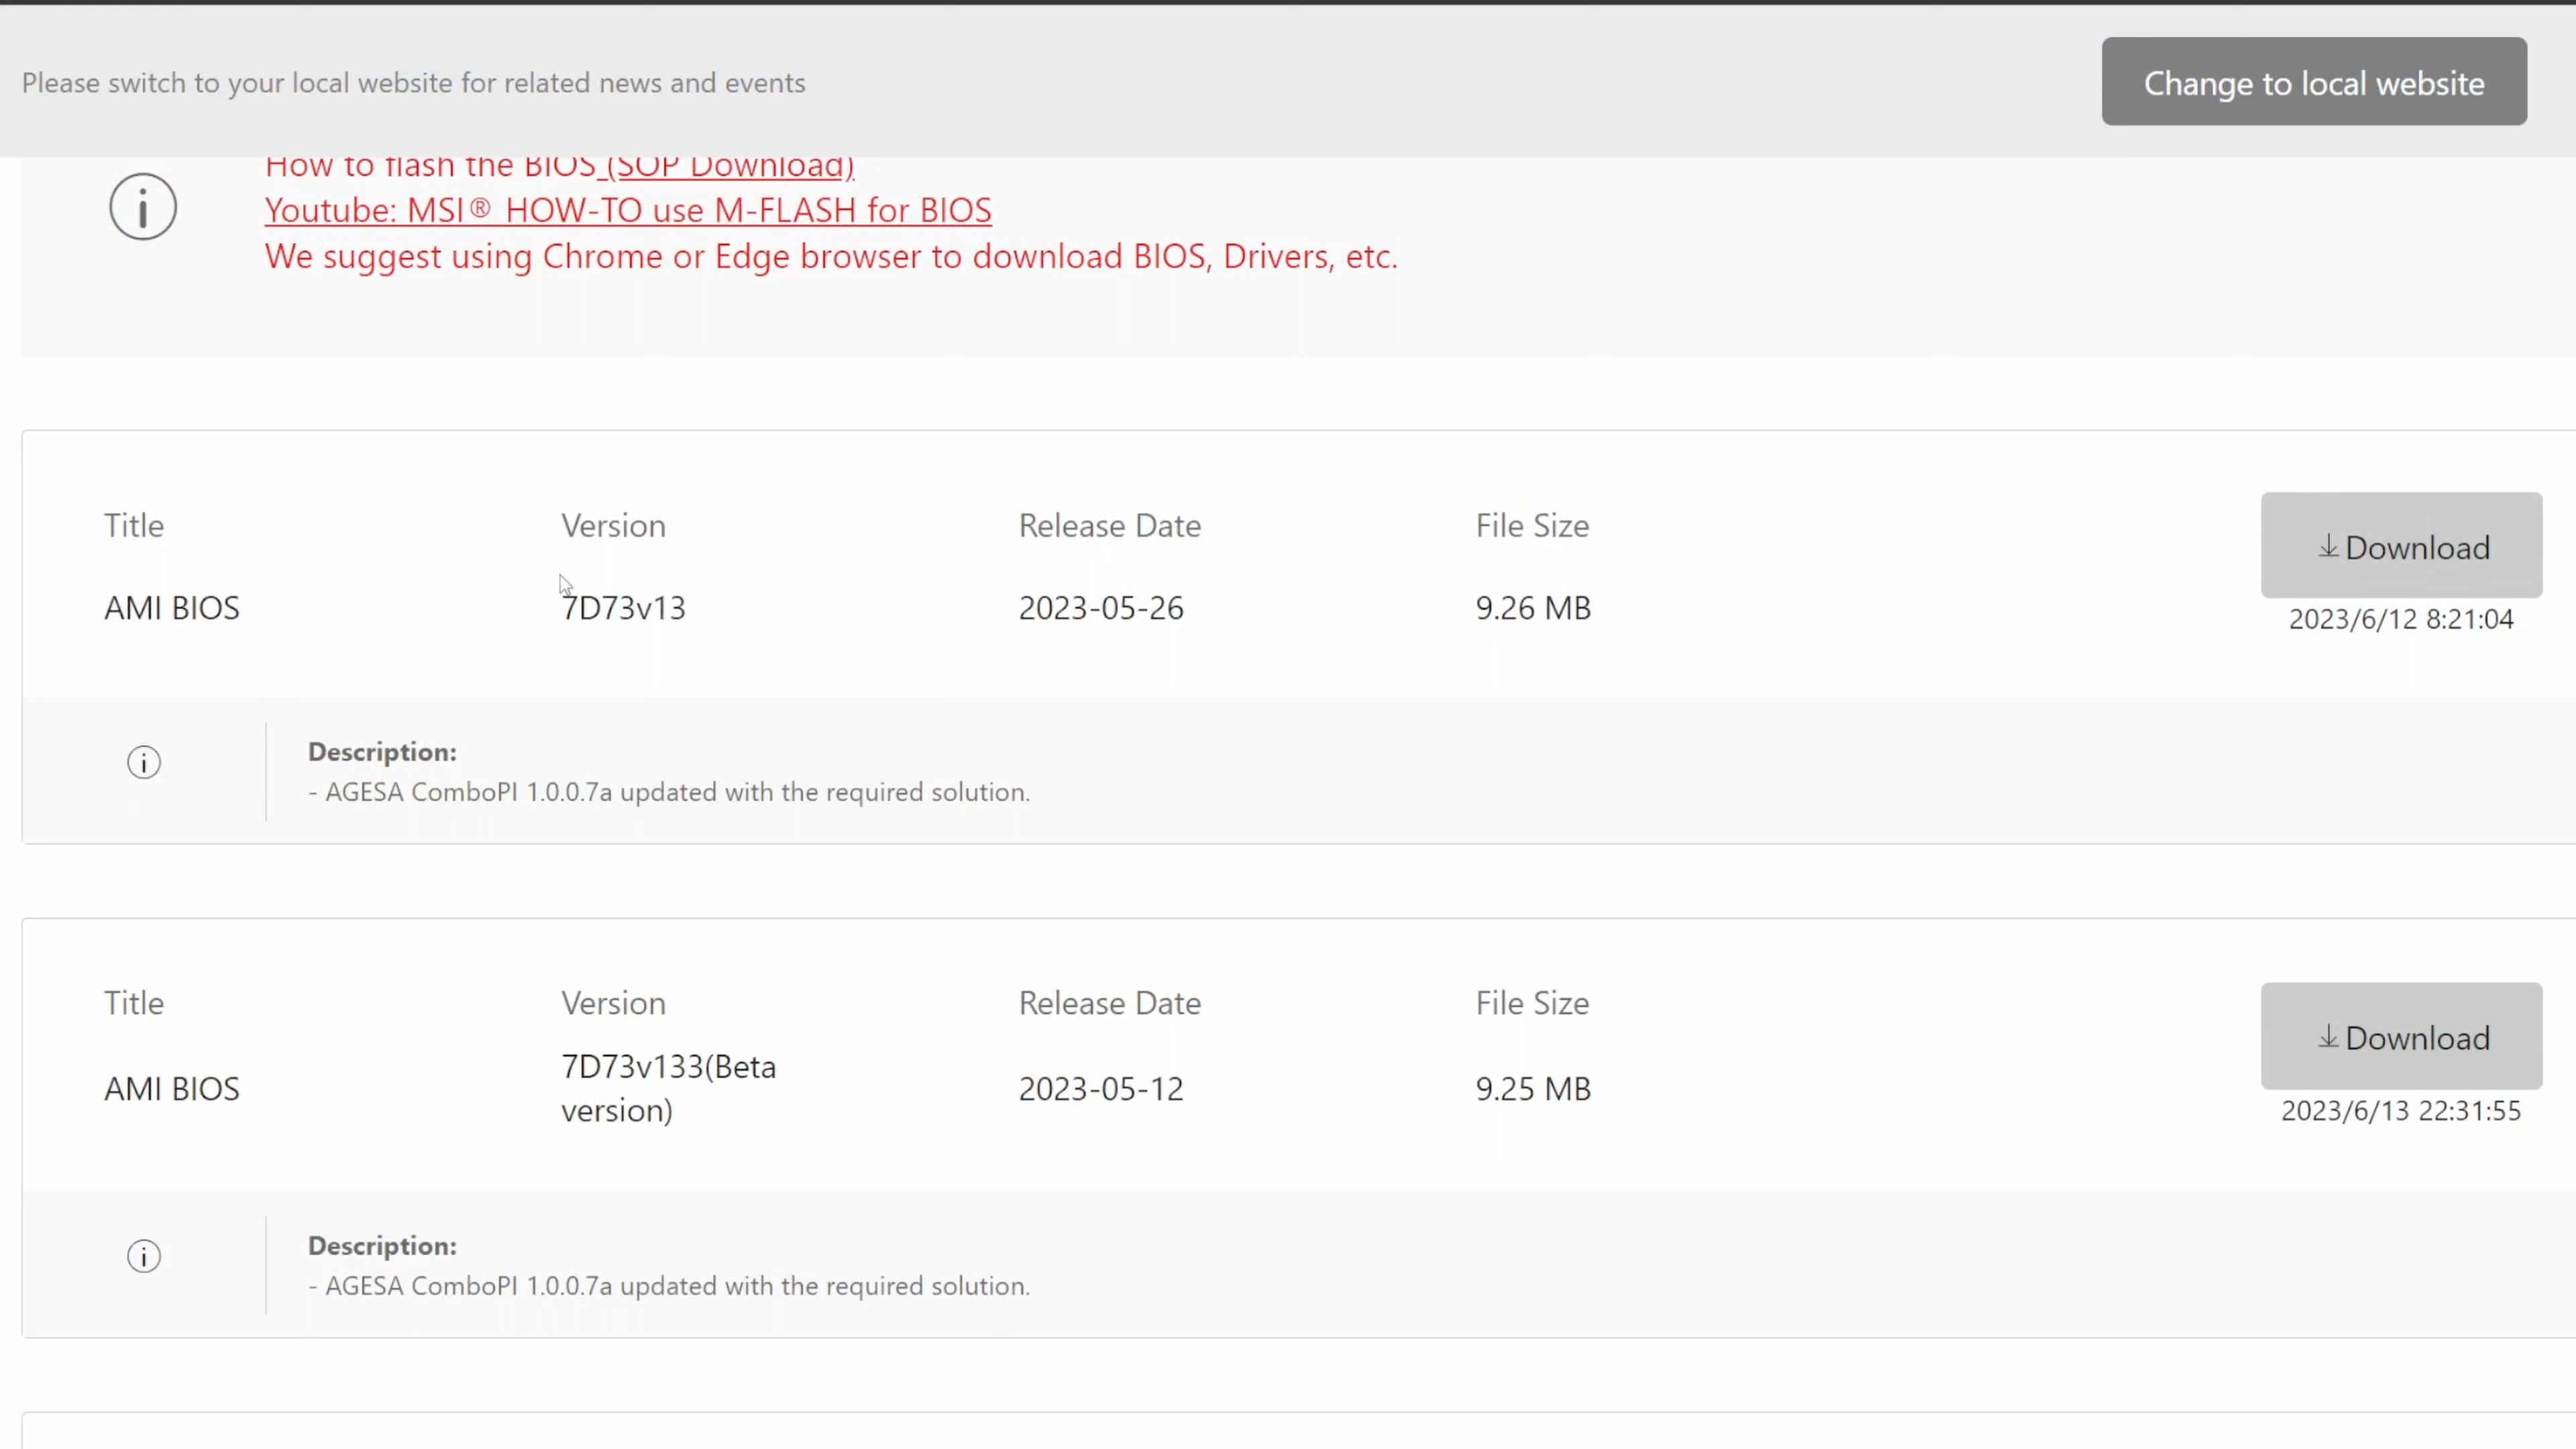 Please switch to your local website for related news and events
Change to local website
How to flash the BIOS (SOP Download)
Youtube: MSI® HOW-TO use M-FLASH for BIOS
We suggest using Chrome or Edge browser to download BIOS, Drivers, etc.
Title Version Release Date File Size
Download
AMI BIOS 7D73v13 2023-05-26 9.26 MB
2023/6/12 8:21:04
Description:
- AGESA ComboPI 1.0.0.7a updated with the required solution.
Title Version Release Date File Size
Download
AMI BIOS 7D73v133(Beta version) 2023-05-12 9.25 MB
2023/6/13 22:31:55
Description:
- AGESA ComboPI 1.0.0.7a updated with the required solution.